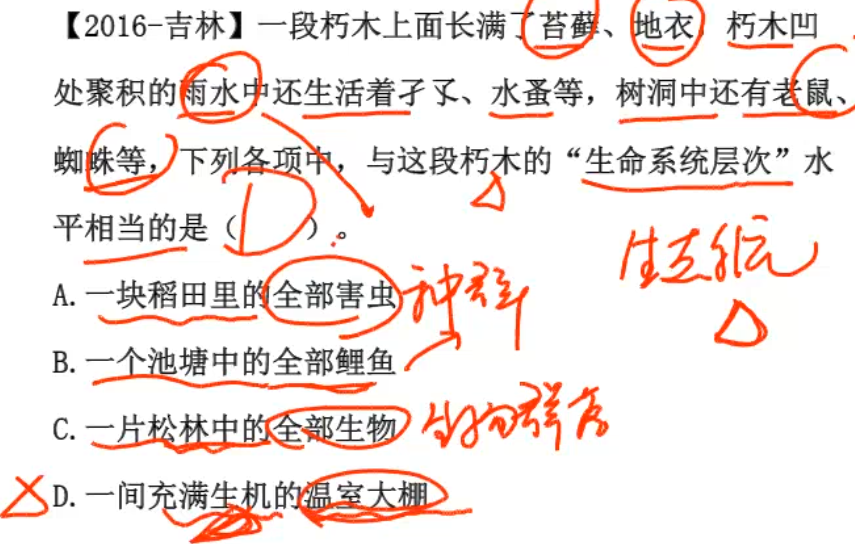 【2016-吉林】一段朽木上面长满了苔藓、地衣，朽木凹
处聚积的雨水中还生活着孑孓、水蚤等，树洞中还有老鼠、
蜘蛛等，下列各项中，与这段朽木的“生命系统层次”水
平相当的是（ D ）。
生态系统
A.一块稻田里的全部害虫 种群
B.一个池塘中的全部鲤鱼
C.一片松林中的全部生物 生物群落
D.一间充满生机的温室大棚